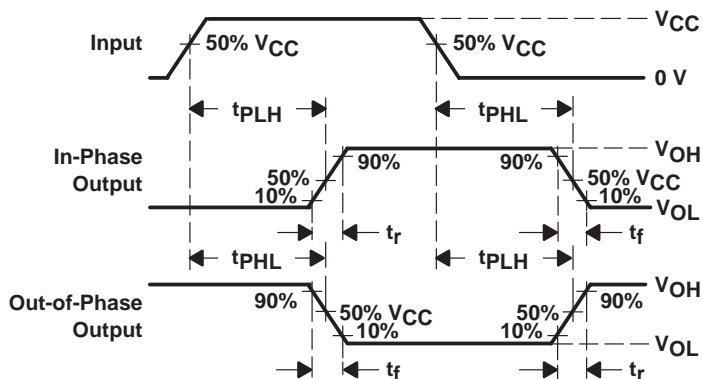 Input
50% VCC
50% VCC
VCC
0 V
tPLH
tPHL
In-Phase
Output
50%
10%
90%
90%
VOH
50% VCC
10%
VOL
tr
tf
tPHL
tPLH
Out-of-Phase
Output
90%
50% VCC
10%
50%
10%
90%
VOH
VOL
tf
tr